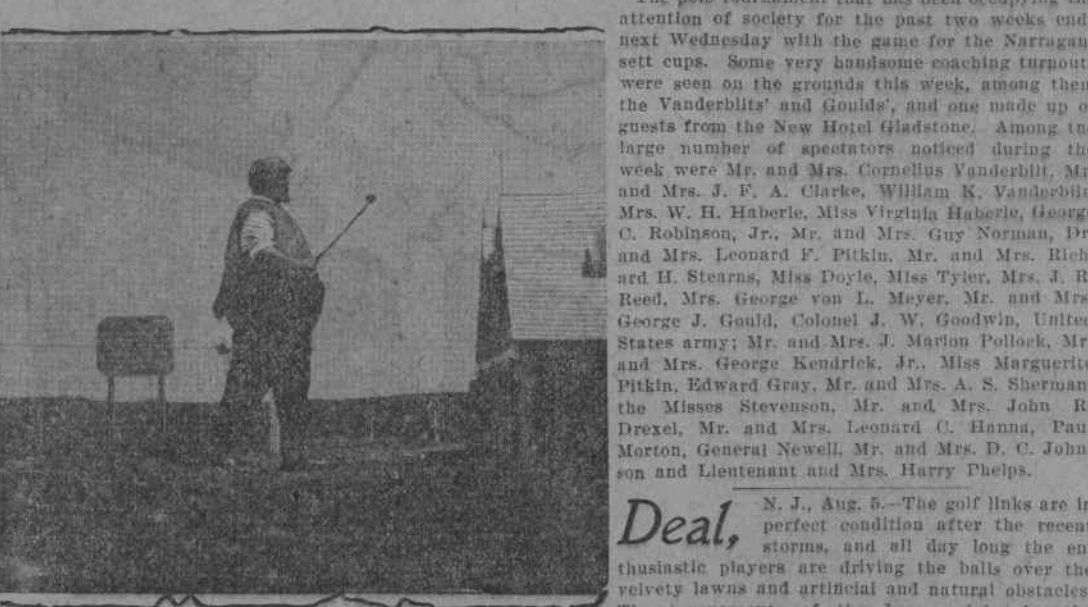 attention of society for the past two weeks end
next Wednesday with the game for the Narragan
sett cups. Some very handsome coaching turnout
were seen on the grounds this week, among them
the Vanderbilts' and Goulds', and one made up o
guests from the New Hotel Gladstone. Among th
large number of spectators noticed during the
week were Mr. and Mrs. Cornelius Vanderbilt, Mr
and Mrs. J. F. A. Clarke, William K. Vanderbilt
Mrs. W. H. Haberle, Miss Virginia Haberle, George
C. Robinson, Jr., Mr. and Mrs. Guy Norman, Dr
and Mrs. Leonard F. Pitkin, Mr. and Mrs. Rich
ard H. Stearns, Miss Doyle, Miss Tyler, Mrs. J. R
Reed, Mrs. George von L. Meyer, Mr. and Mrs
George J. Gould, Colonel J. W. Goodwin, United
States army; Mr. and Mrs. J. Marion Pollock, Mr
and Mrs. George Kendrick, Jr., Miss Marguerite
Pitkin, Edward Gray, Mr. and Mrs. A. S. Sherman
the Misses Stevenson, Mr. and Mrs. John R
Drexel, Mr. and Mrs. Leonard C. Hanna, Paul
Morton, General Newell, Mr. and Mrs. D. C. John
son and Lieutenant and Mrs. Harry Phelps.
Deal, N. J., Aug. 5.—The golf links are in
perfect condition after the recent
storms, and all day long the en
thusiastic players are driving the balls over the
velvety lawns and artificial and natural obstacles